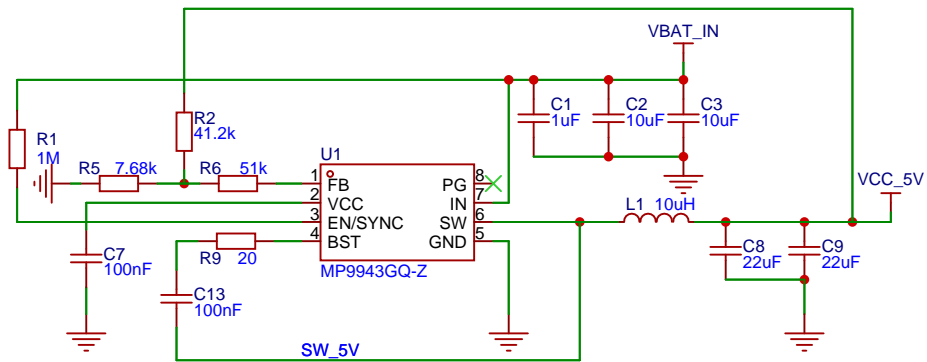 VBAT_IN
R1
1M
R2
41.2k
C1
1uF
C2
10uF
C3
10uF
R5
7.68k
R6
51k
U1
1
FB
2
VCC
3
EN/SYNC
4
BST
PG
8
IN
7
SW
6
GND
5
MP9943GQ-Z
VCC_5V
L1
10uH
C7
100nF
R9
20
C8
22uF
C9
22uF
C13
100nF
SW_5V